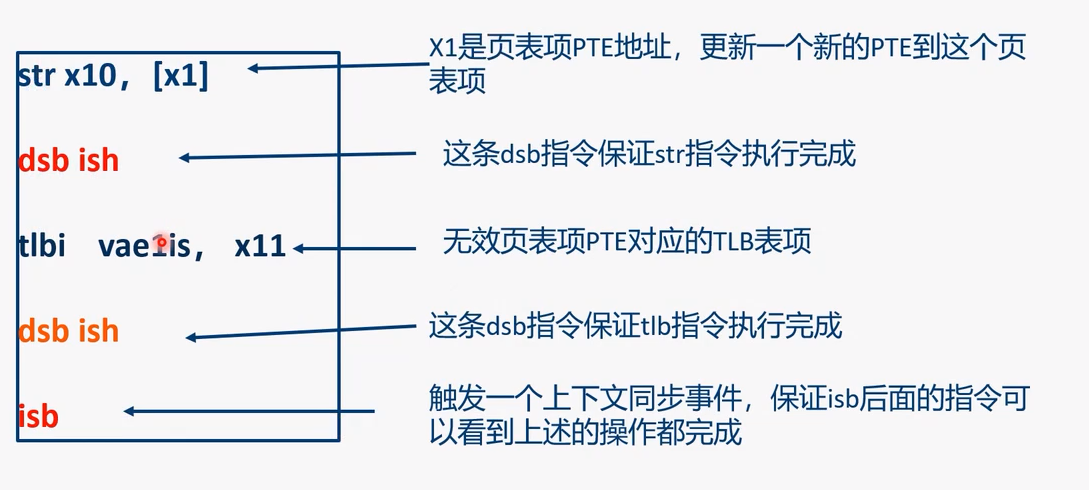 str x10，[x1]
X1是页表项PTE地址，更新一个新的PTE到这个页
表项
dsb ish
这条dsb指令保证str指令执行完成
tlbi vae1is， x11
无效页表项PTE对应的TLB表项
dsb ish
这条dsb指令保证tlb指令执行完成
isb
触发一个上下文同步事件，保证isb后面的指令可
以看到上述的操作都完成